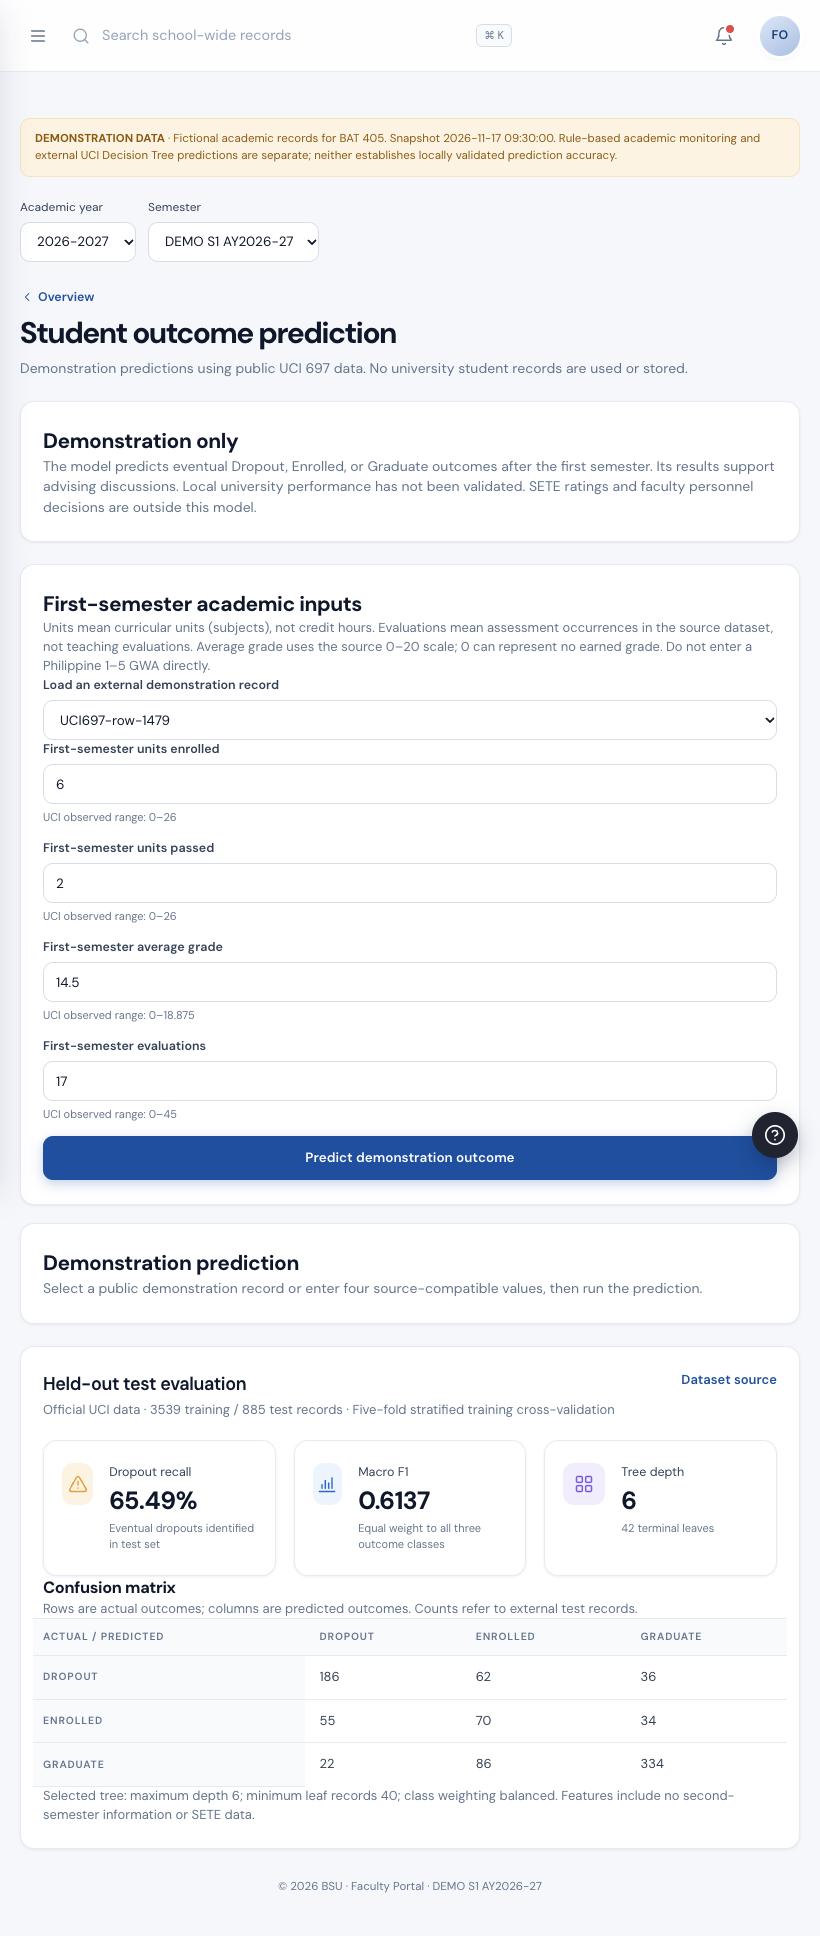 Search school-wide records
⌘ K
FO
DEMONSTRATION DATA · Fictional academic records for BAT 405. Snapshot 2026-11-17 09:30:00. Rule-based academic monitoring and
external UCI Decision Tree predictions are separate; neither establishes locally validated prediction accuracy.
Academic year
Semester
2026-2027
DEMO S1 AY2026-27
Overview
Student outcome prediction
Demonstration predictions using public UCI 697 data. No university student records are used or stored.
Demonstration only
The model predicts eventual Dropout, Enrolled, or Graduate outcomes after the first semester. Its results support
advising discussions. Local university performance has not been validated. SETE ratings and faculty personnel
decisions are outside this model.
First-semester academic inputs
Units mean curricular units (subjects), not credit hours. Evaluations mean assessment occurrences in the source dataset,
not teaching evaluations. Average grade uses the source 0–20 scale; 0 can represent no earned grade. Do not enter a
Philippine 1–5 GWA directly.
Load an external demonstration record
UCI697-row-1479
First-semester units enrolled
6
UCI observed range: 0–26
First-semester units passed
2
UCI observed range: 0–26
First-semester average grade
14.5
UCI observed range: 0–18.875
First-semester evaluations
17
UCI observed range: 0–45
Predict demonstration outcome
Demonstration prediction
Select a public demonstration record or enter four source-compatible values, then run the prediction.
Held-out test evaluation
Dataset source
Official UCI data · 3539 training / 885 test records · Five-fold stratified training cross-validation
Dropout recall
65.49%
Eventual dropouts identified
in test set
Macro F1
0.6137
Equal weight to all three
outcome classes
Tree depth
6
42 terminal leaves
Confusion matrix
Rows are actual outcomes; columns are predicted outcomes. Counts refer to external test records.
ACTUAL / PREDICTED DROPOUT ENROLLED GRADUATE
DROPOUT 186 62 36
ENROLLED 55 70 34
GRADUATE 22 86 334
Selected tree: maximum depth 6; minimum leaf records 40; class weighting balanced. Features include no second-
semester information or SETE data.
© 2026 BSU · Faculty Portal · DEMO S1 AY2026-27